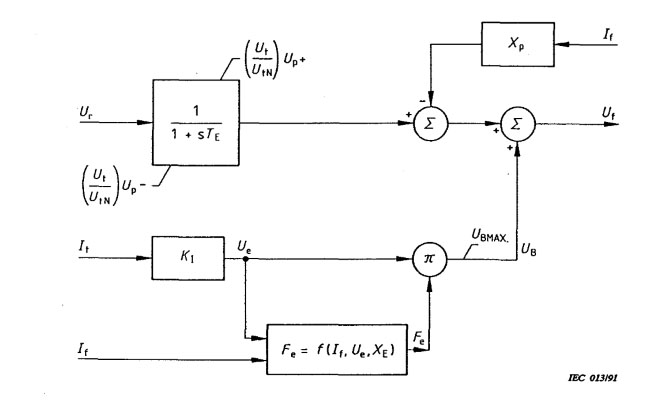 (U_t / U_tN) U_p+
X_p
I_f
U_r
1 / 1 + sT_E
+
-
Σ
+
Σ
+
U_f
(U_t / U_tN) U_p-
I_t
K_1
U_e
π
U_BMAX.
U_B
I_f
F_e = f(I_f, U_e, X_E)
F_e
IEC 013/91